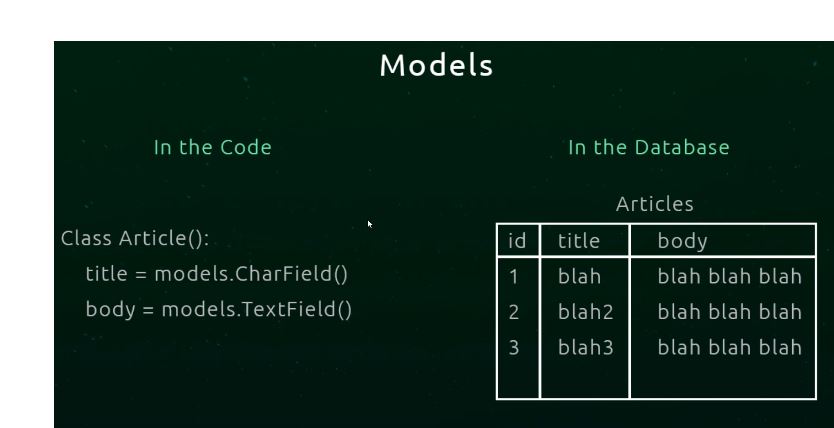 Models
In the Code
Class Article():
title = models.CharField()
body = models.TextField()
In the Database
Articles
id title body
1 blah blah blah blah
2 blah2 blah blah blah
3 blah3 blah blah blah